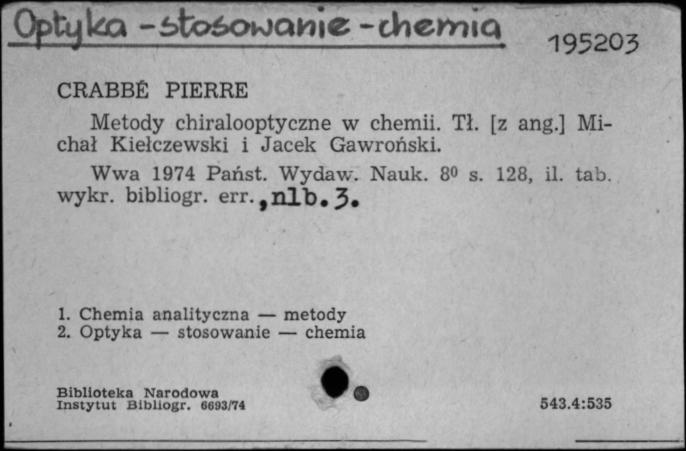 Optyka - stosowanie - chemia
195203
CRABBÉ PIERRE
Metody chiralooptyczne w chemii. Tł. [z ang.] Mi-
chał Kiełczewski i Jacek Gawroński.
Wwa 1974 Państ. Wydaw. Nauk. 8⁰ s. 128, il. tab.
wykr. bibliogr. err., nlb. 3.
1. Chemia analityczna — metody
2. Optyka — stosowanie — chemia
Biblioteka Narodowa
Instytut Bibliogr. 6693/74
543.4:535